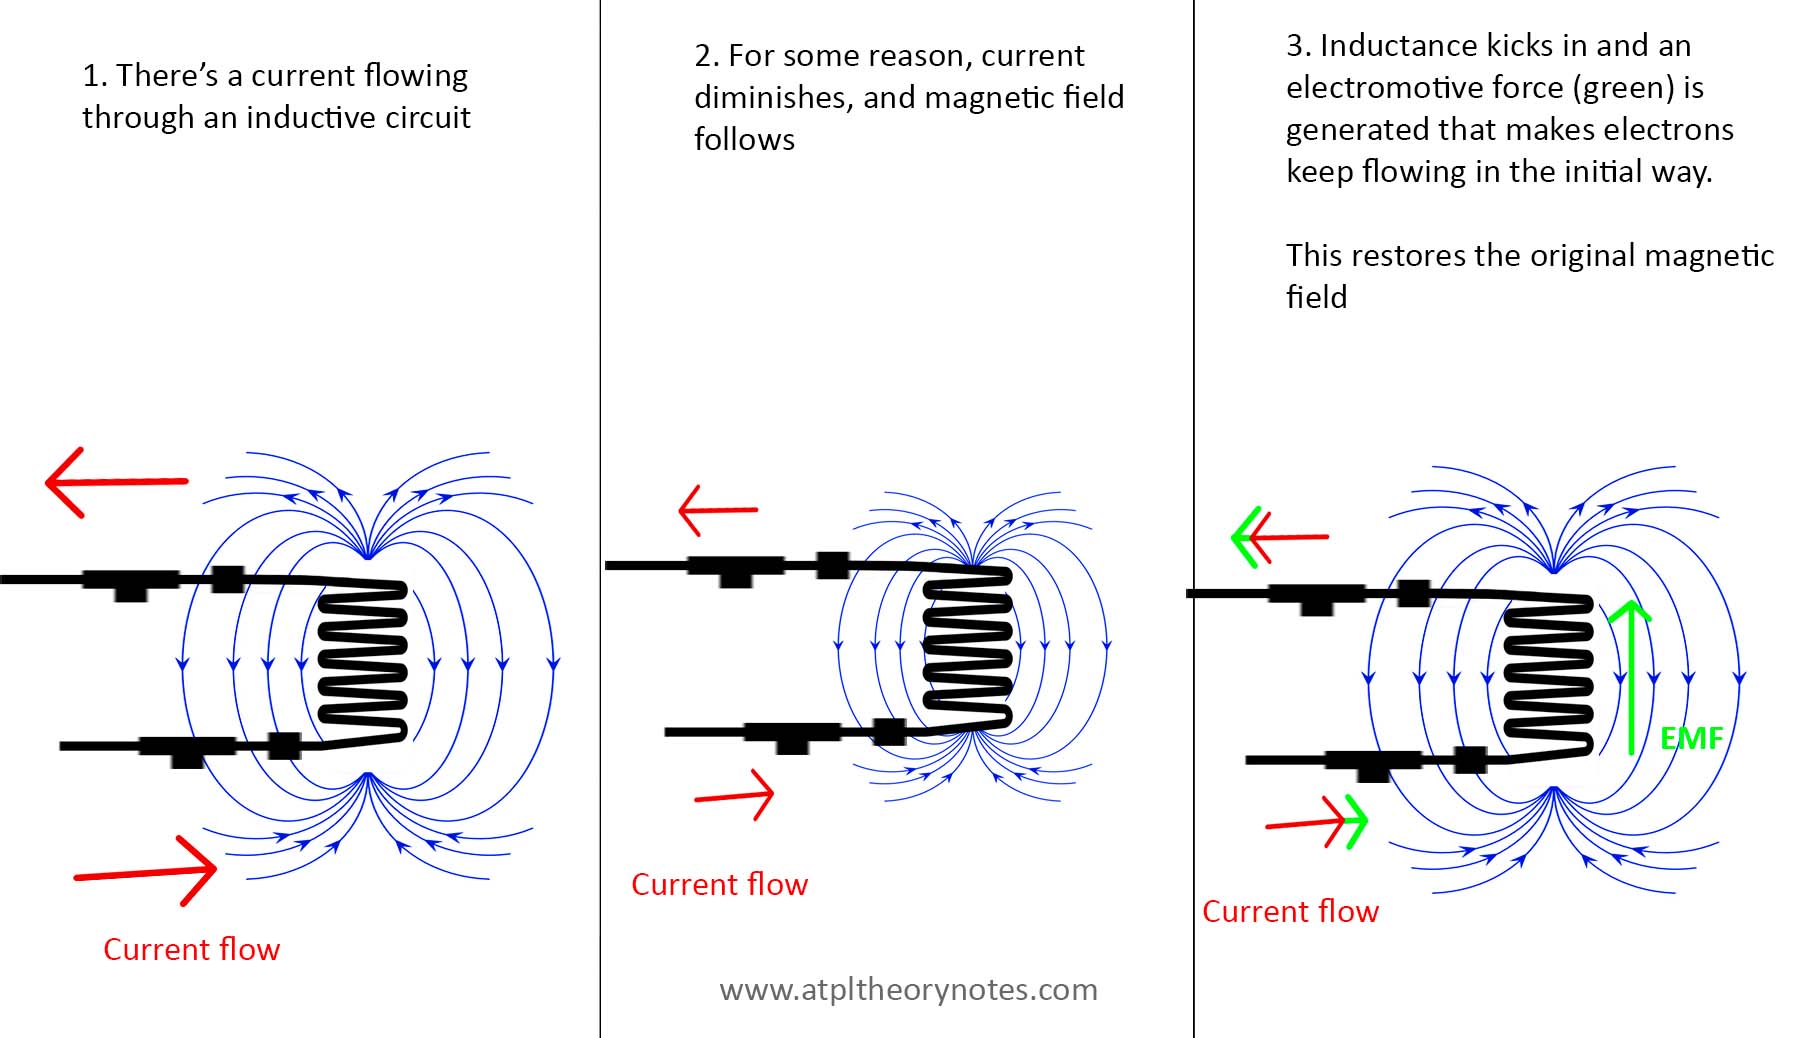 1. There’s a current flowing
through an inductive circuit
2. For some reason, current
diminishes, and magnetic field
follows
3. Inductance kicks in and an
electromotive force (green) is
generated that makes electrons
keep flowing in the initial way.
This restores the original magnetic
field
EMF
Current flow
Current flow
Current flow
www.atpltheorynotes.com